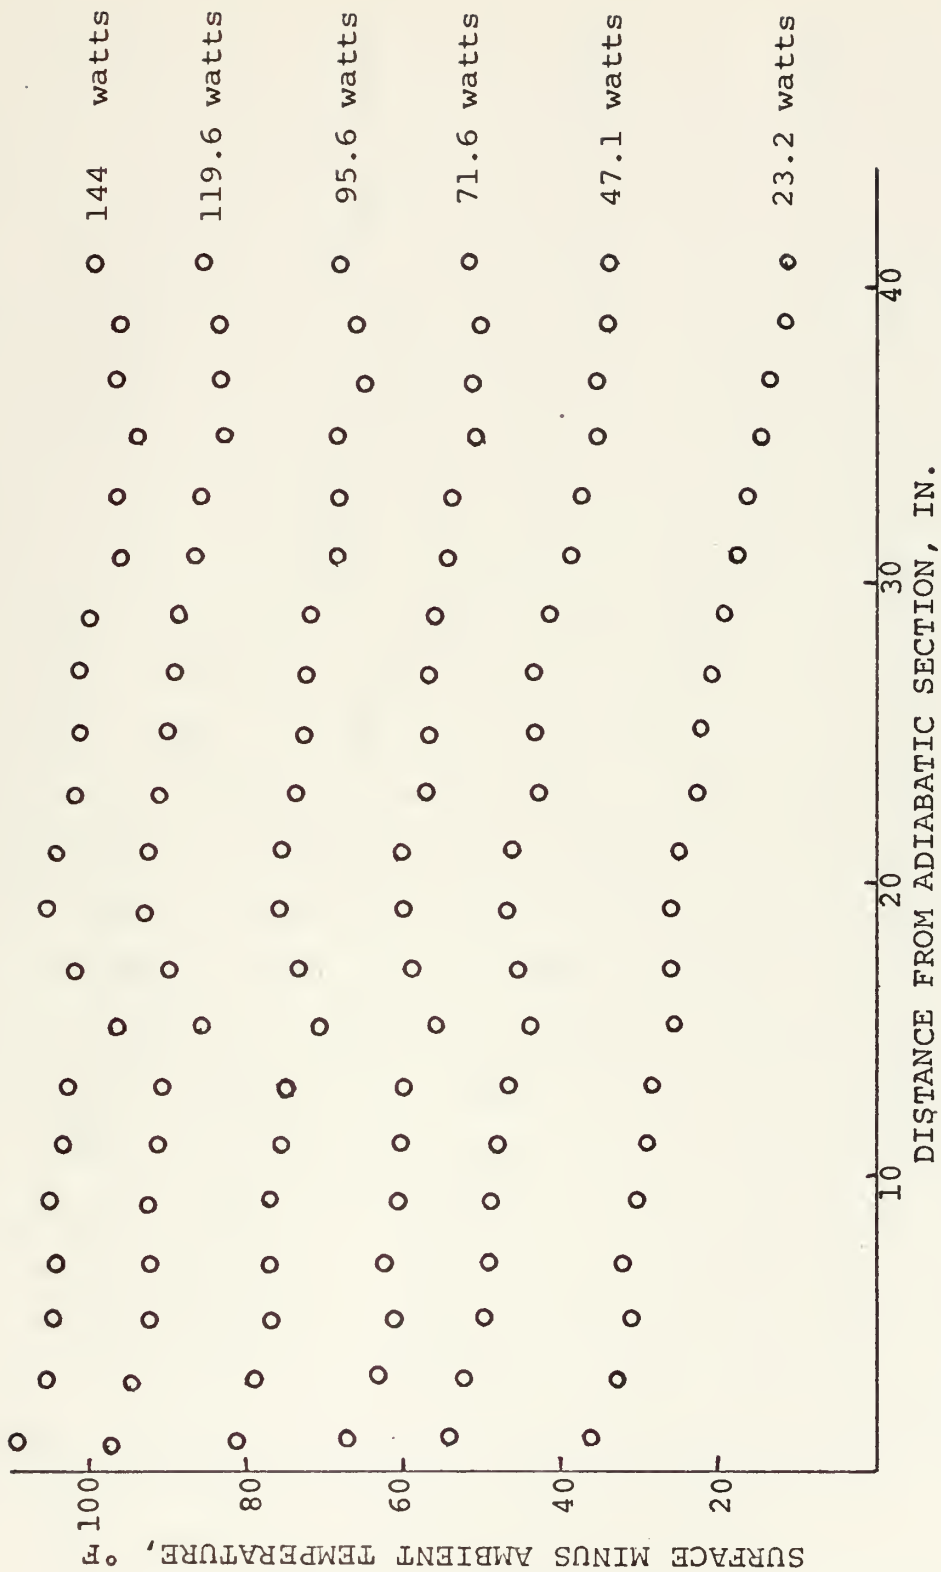 144 watts
119.6 watts
95.6 watts
71.6 watts
47.1 watts
23.2 watts
100
80
60
40
20
SURFACE MINUS AMBIENT TEMPERATURE, °F
10
20
30
40
DISTANCE FROM ADIABATIC SECTION, IN.